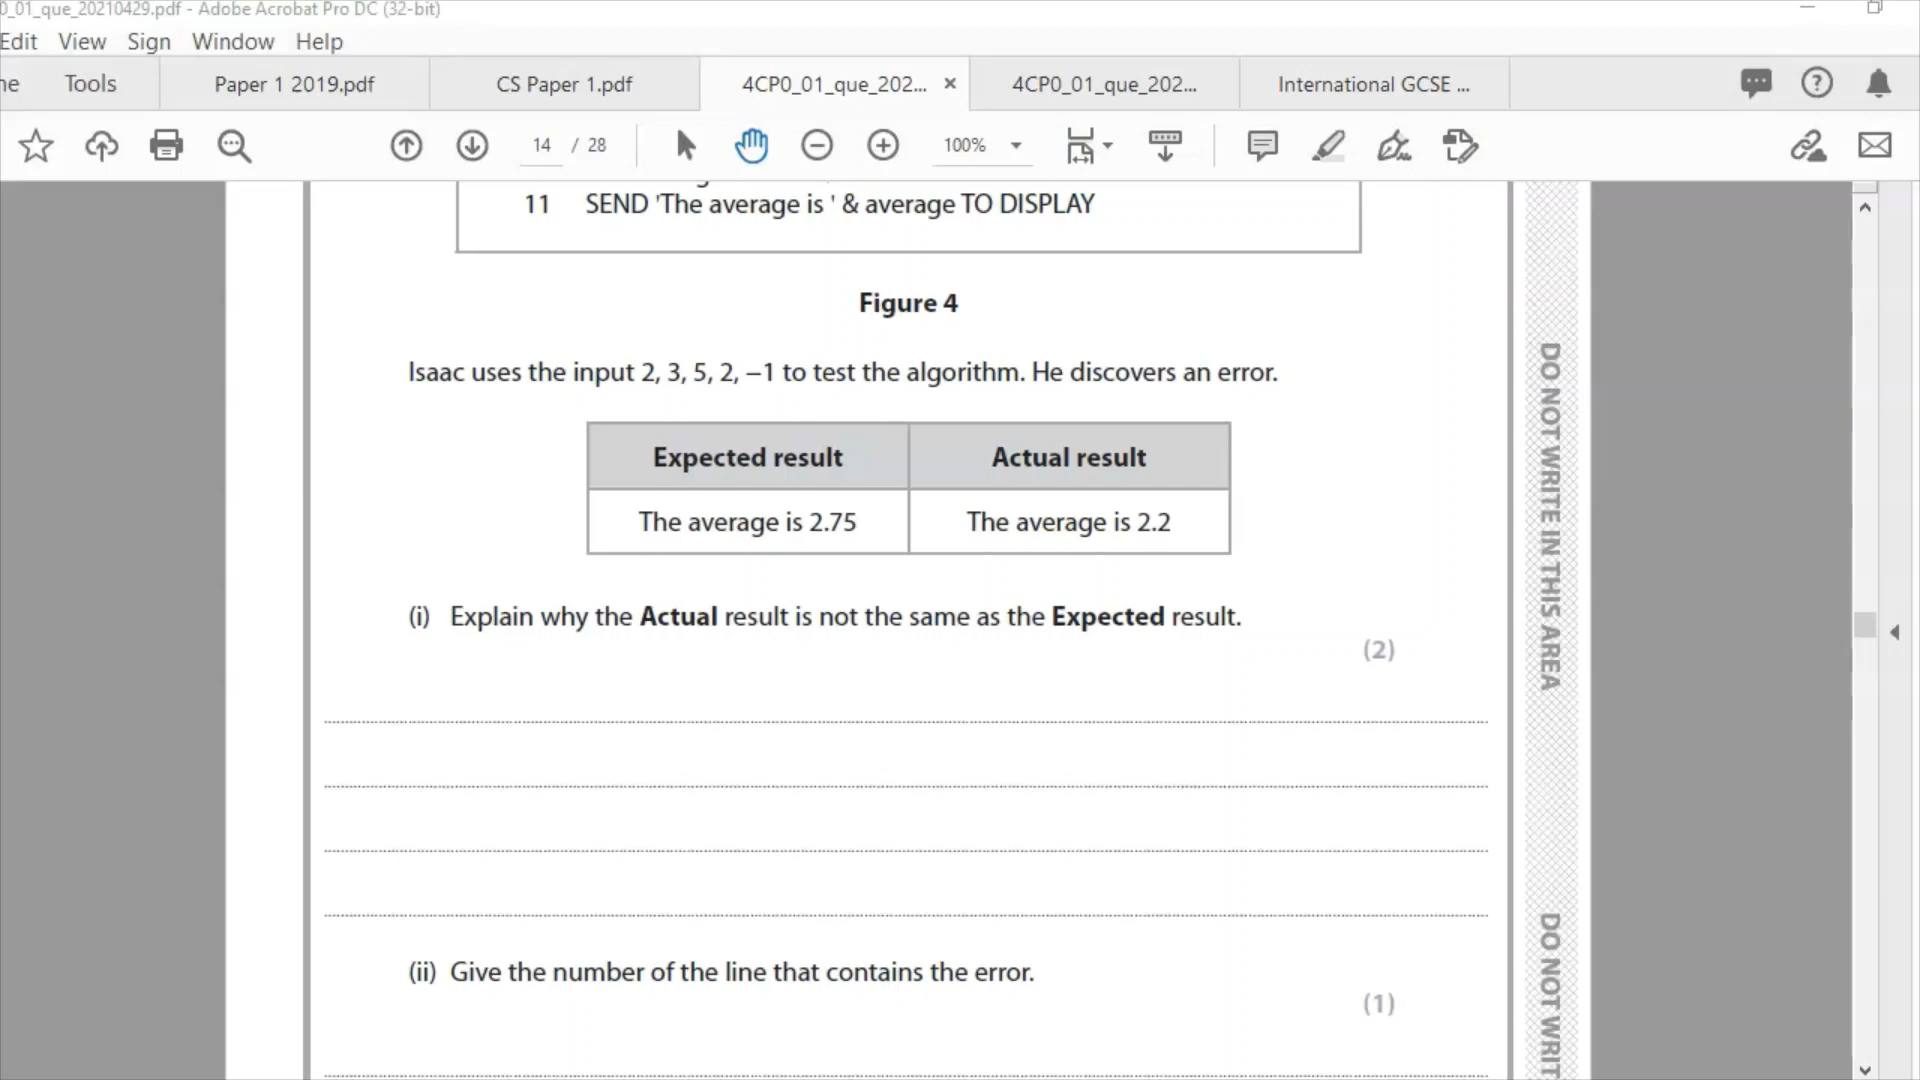 0_01_que_20210429.pdf - Adobe Acrobat Pro DC (32-bit)
Edit View Sign Window Help
Tools Paper 1 2019.pdf CS Paper 1.pdf 4CP0_01_que_202... × 4CP0_01_que_202... International GCSE ...
14 / 28 100%
11 SEND 'The average is ' & average TO DISPLAY
Figure 4
Isaac uses the input 2, 3, 5, 2, –1 to test the algorithm. He discovers an error.
Expected result Actual result
The average is 2.75 The average is 2.2
(i) Explain why the Actual result is not the same as the Expected result.
(2)
(ii) Give the number of the line that contains the error.
(1)
DO NOT WRITE IN THIS AREA
DO NOT WRIT